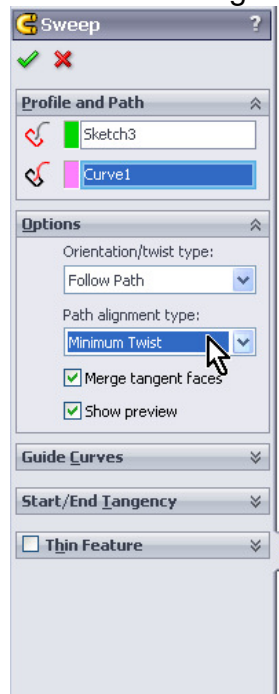 Sweep ?
Profile and Path
Sketch3
Curve1
Options
Orientation/twist type:
Follow Path
Path alignment type:
Minimum Twist
Merge tangent faces
Show preview
Guide Curves
Start/End Tangency
Thin Feature